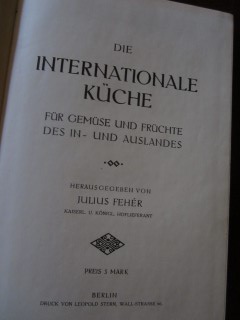 DIE
INTERNATIONALE
KÜCHE
FÜR GEMÜSE UND FRÜCHTE
DES IN- UND AUSLANDES
HERAUSGEGEBEN VON
JULIUS FEHÉR
KAISERL. U. KÖNIGL. HOFLIEFERANT
PREIS 3 MARK
BERLIN
DRUCK VON LEOPOLD STERN, WALL-STRASSE